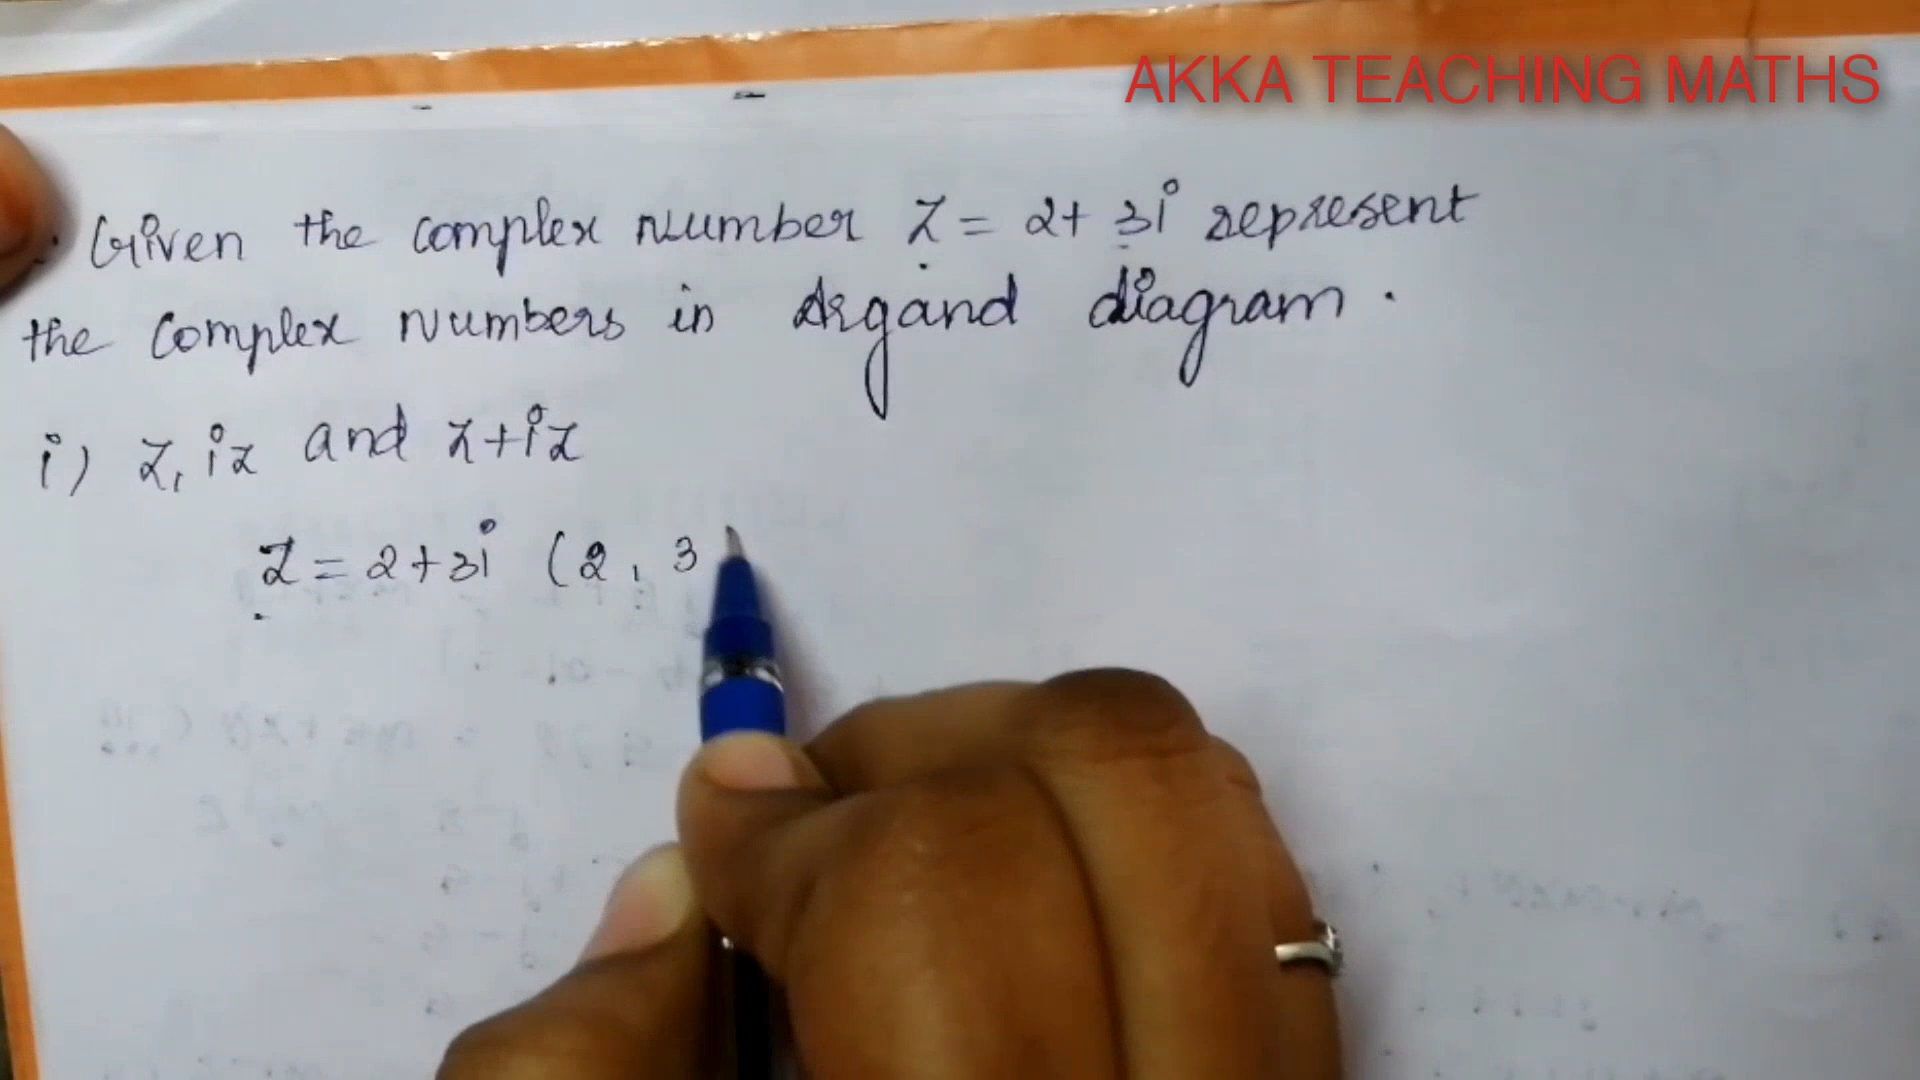 AKKA TEACHING MATHS
Given the complex number z = 2 + 3i represent
the complex numbers in Argand diagram.
i) z, iz and z+iz
z = 2 + 3i (2, 3